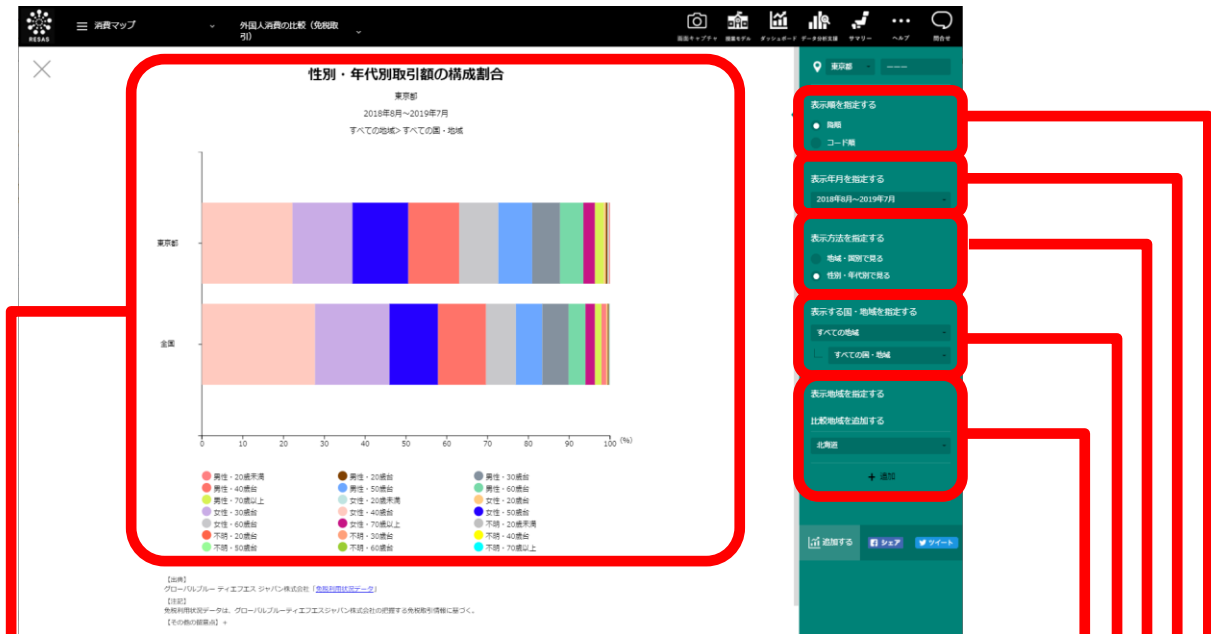 RESAS
消費マップ
外国人消費の比較（免税取引）
画面キャプチャ
授業モデル
ダッシュボード
データ分析支援
サマリー
ヘルプ
問合せ
性別・年代別取引額の構成割合
東京都
2018年8月～2019年7月
すべての地域> すべての国・地域
東京都
全国
0 10 20 30 40 50 60 70 80 90 100 (%)
男性・20歳未満 男性・20歳台 男性・30歳台
男性・40歳台 男性・50歳台 男性・60歳台
男性・70歳以上 女性・20歳未満 女性・20歳台
女性・30歳台 女性・40歳台 女性・50歳台
女性・60歳台 女性・70歳以上 不明・20歳未満
不明・20歳台 不明・30歳台 不明・40歳台
不明・50歳台 不明・60歳台 不明・70歳以上
【出典】
グローバルブルー ティエフエス ジャパン株式会社「免税利用状況データ」
【注記】
免税利用状況データは、グローバルブルーティエフエスジャパン株式会社の把握する免税取引情報に基づく。
【その他の留意点】+
東京都 ---
表示順を指定する
降順
コード順
表示年月を指定する
2018年8月～2019年7月
表示方法を指定する
地域・国別で見る
性別・年代別で見る
表示する国・地域を指定する
すべての地域
すべての国・地域
表示地域を指定する
比較地域を追加する
北海道
+ 追加
追加する
シェア
ツイート